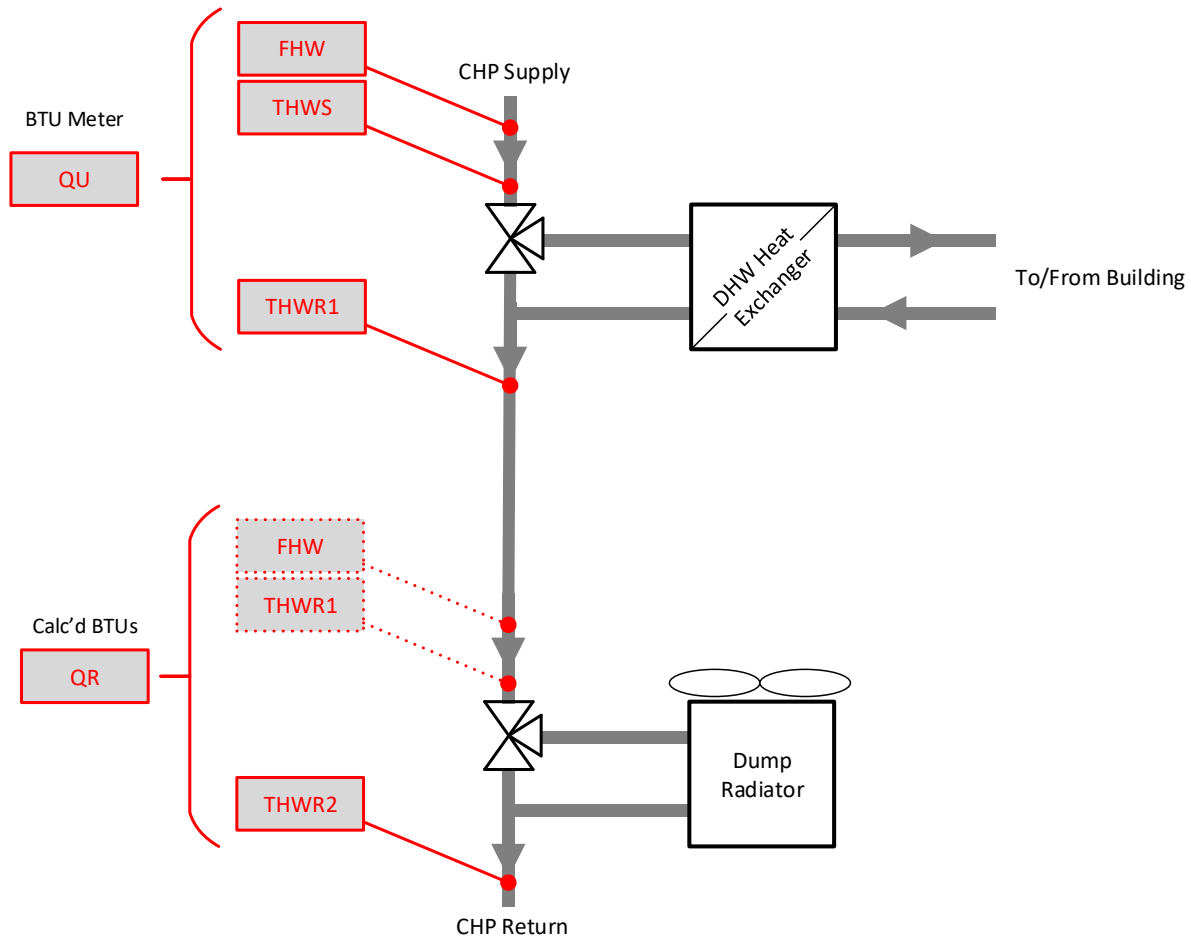 FHW
CHP Supply
THWS
BTU Meter
QU
DHW Heat
Exchanger
To/From Building
THWR1
FHW
THWR1
Calc'd BTUs
QR
Dump
Radiator
THWR2
CHP Return